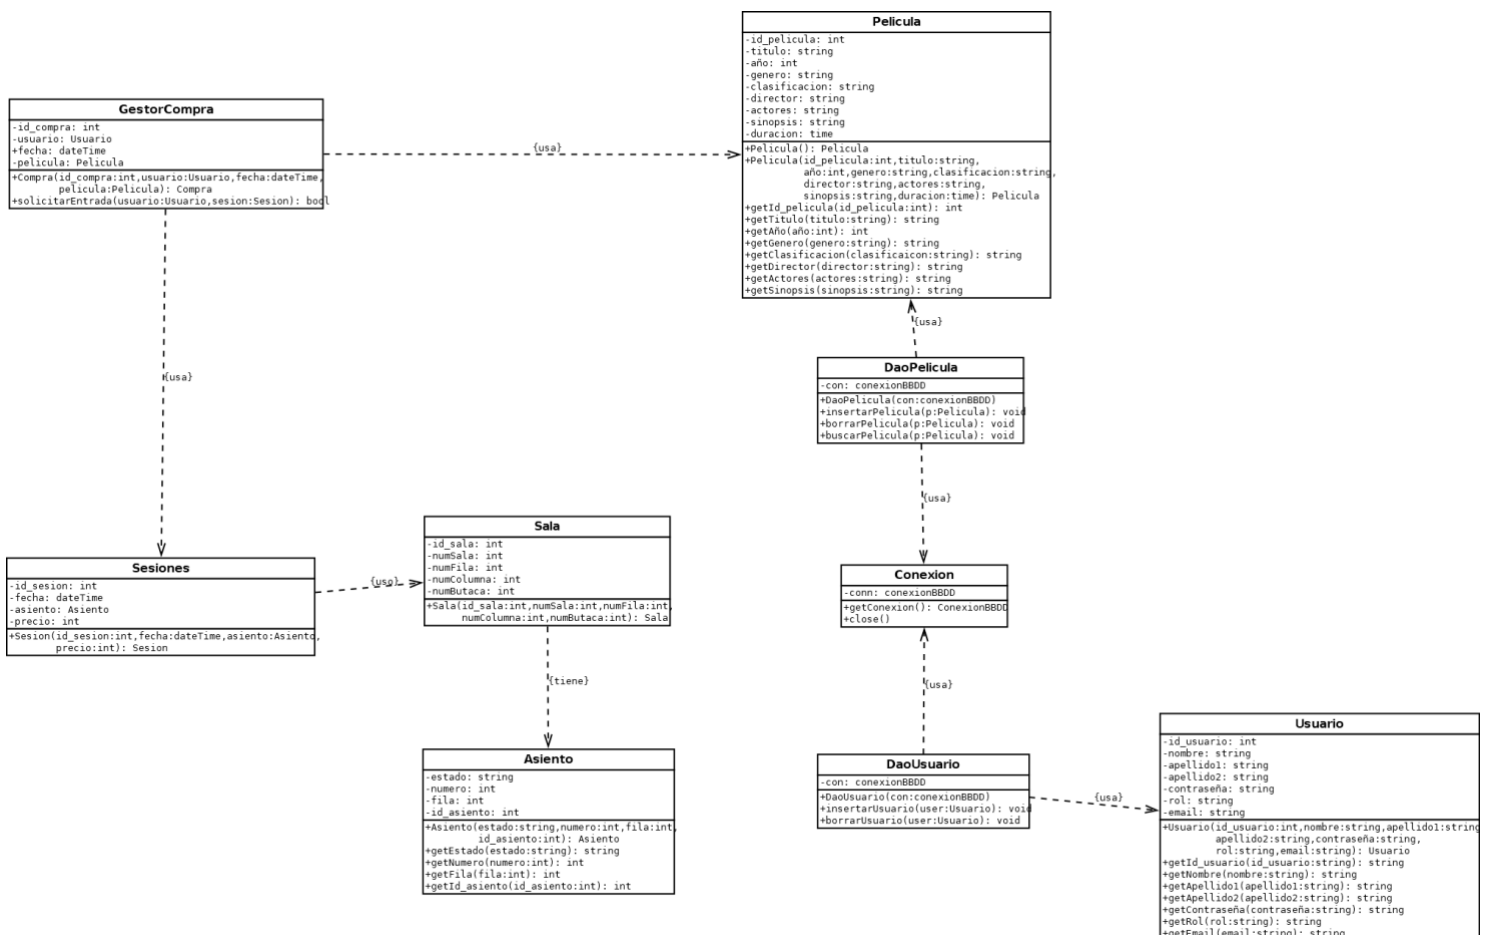 Pelicula
-id_pelicula: int
-titulo: string
-año: int
-genero: string
-clasificacion: string
-director: string
-actores: string
-sinopsis: string
-duracion: time
+Pelicula(): Pelicula
+Pelicula(id_pelicula:int,titulo:string,
año:int,genero:string,clasificacion:string,
director:string,actores:string,
sinopsis:string,duracion:time): Pelicula
+getId_pelicula(id_pelicula:int): int
+getTitulo(titulo:string): string
+getAño(año:int): int
+getGenero(genero:string): string
+getClasificacion(clasificaicon:string): string
+getDirector(director:string): string
+getActores(actores:string): string
+getSinopsis(sinopsis:string): string
GestorCompra
-id_compra: int
-usuario: Usuario
+fecha: dateTime
-pelicula: Pelicula
+Compra(id_compra:int,usuario:Usuario,fecha:dateTime,
pelicula:Pelicula): Compra
+solicitarEntrada(usuario:Usuario,sesion:Sesion): bool
{usa}
{usa}
{usa}
DaoPelicula
-con: conexionBBDD
+DaoPelicula(con:conexionBBDD)
+insertarPelicula(p:Pelicula): void
+borrarPelicula(p:Pelicula): void
+buscarPelicula(p:Pelicula): void
{usa}
Sesiones
-id_sesion: int
-fecha: dateTime
-asiento: Asiento
-precio: int
+Sesion(id_sesion:int,fecha:dateTime,asiento:Asiento,
precio:int): Sesion
{uso}
Sala
-id_sala: int
-numSala: int
-numFila: int
-numColumna: int
-numButaca: int
+Sala(id_sala:int,numSala:int,numFila:int,
numColumna:int,numButaca:int): Sala
{tiene}
Asiento
-estado: string
-numero: int
-fila: int
-id_asiento: int
+Asiento(estado:string,numero:int,fila:int,
id_asiento:int): Asiento
+getEstado(estado:string): string
+getNumero(numero:int): int
+getFila(fila:int): int
+getId_asiento(id_asiento:int): int
Conexion
-conn: conexionBBDD
+getConexion(): ConexionBBDD
+close()
{usa}
DaoUsuario
-con: conexionBBDD
+DaoUsuario(con:conexionBBDD)
+insertarUsuario(user:Usuario): void
+borrarUsuario(user:Usuario): void
{usa}
Usuario
-id_usuario: int
-nombre: string
-apellido1: string
-apellido2: string
-contraseña: string
-rol: string
-email: string
+Usuario(id_usuario:int,nombre:string,apellido1:string
apellido2:string,contraseña:string,
rol:string,email:string): Usuario
+getId_usuario(id_usuario:string): string
+getNombre(nombre:string): string
+getApellido1(apellido1:string): string
+getApellido2(apellido2:string): string
+getContraseña(contraseña:string): string
+getRol(rol:string): string
+getEmail(email:string): string